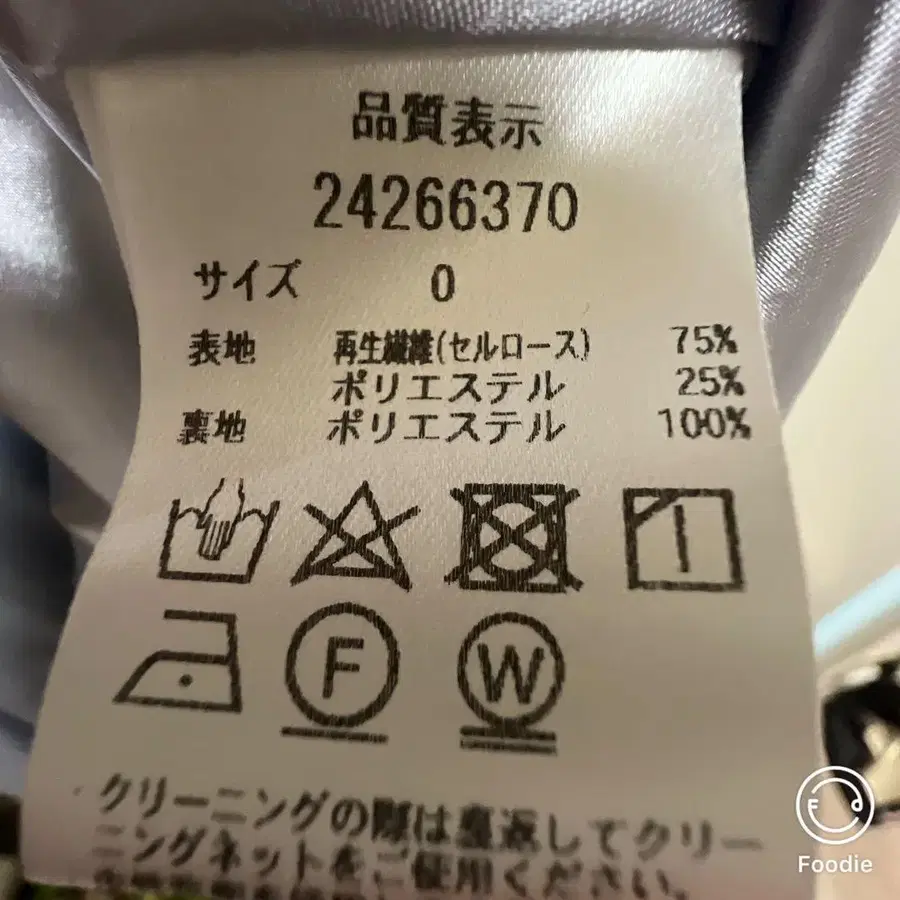 品質表示
24266370
サイズ 0
表地 再生繊維(セルロース) 75%
ポリエステル 25%
裏地 ポリエステル 100%
F W
クリーニングの際は裏返してクリー
ニングネットをご使用ください。
Foodie